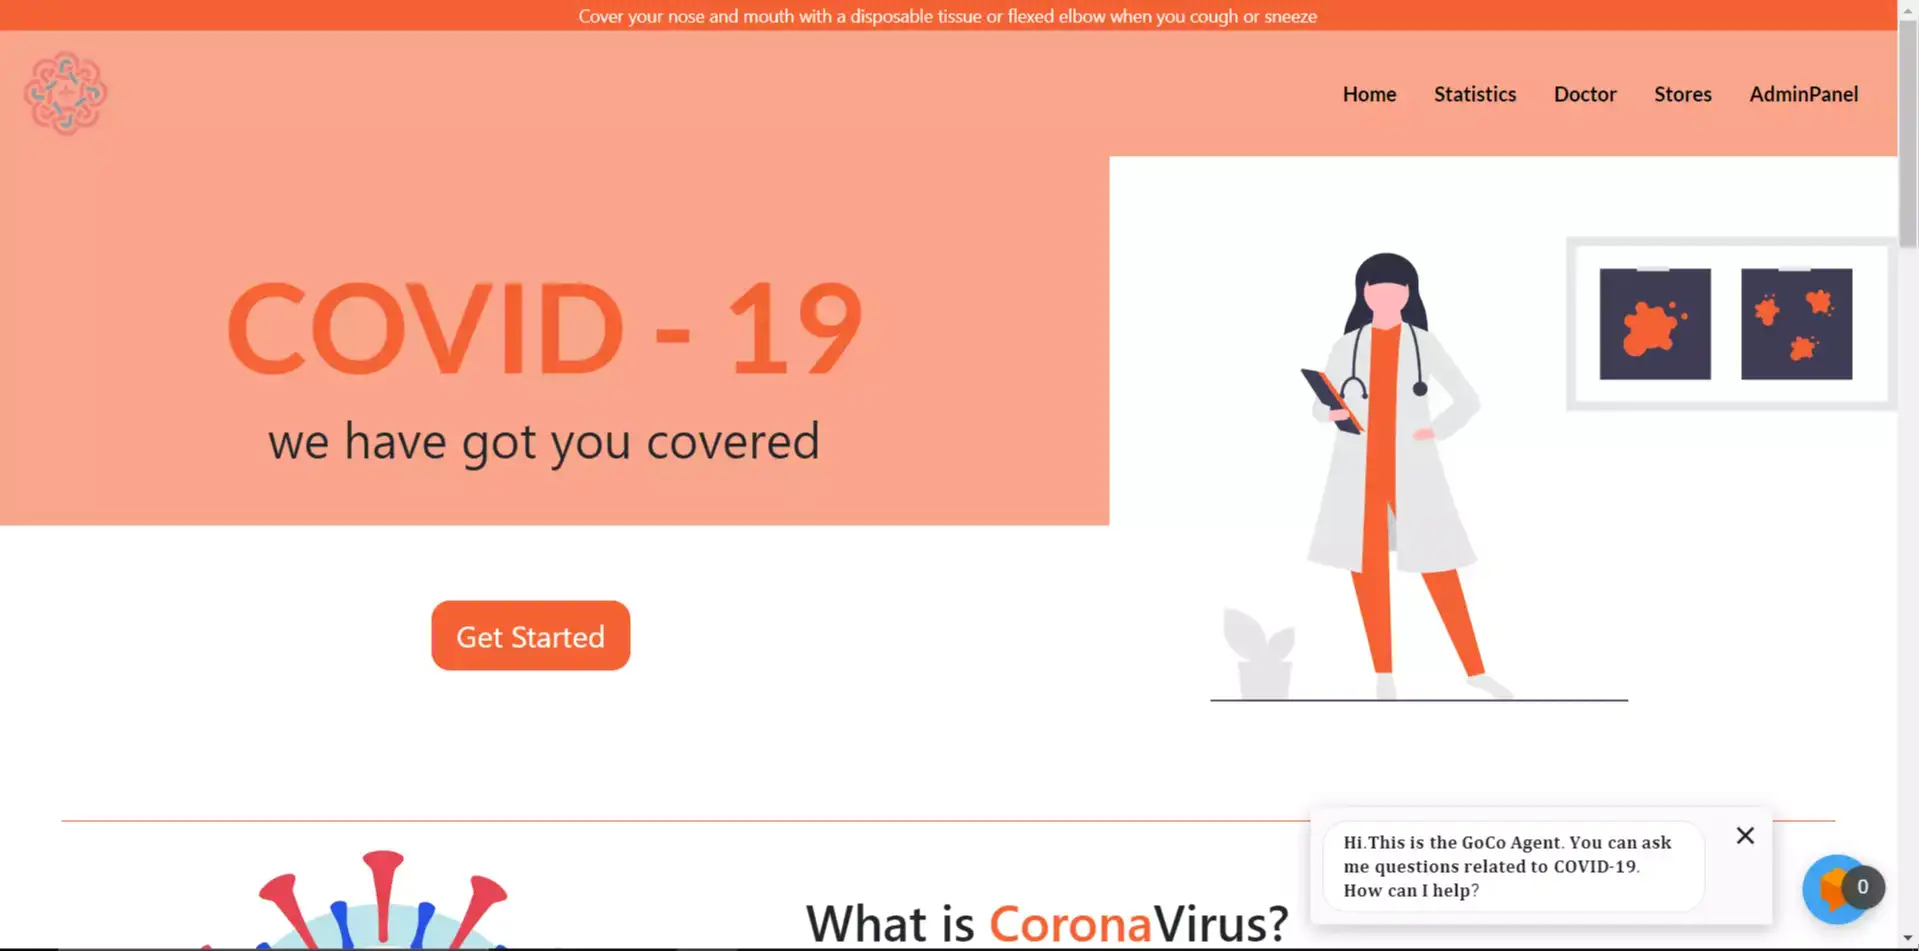 Cover your nose and mouth with a disposable tissue or flexed elbow when you cough or sneeze
Home Statistics Doctor Stores AdminPanel
COVID - 19
we have got you covered
Get Started
Hi.This is the GoCo Agent. You can ask
me questions related to COVID-19.
How can I help?
0
What is CoronaVirus?